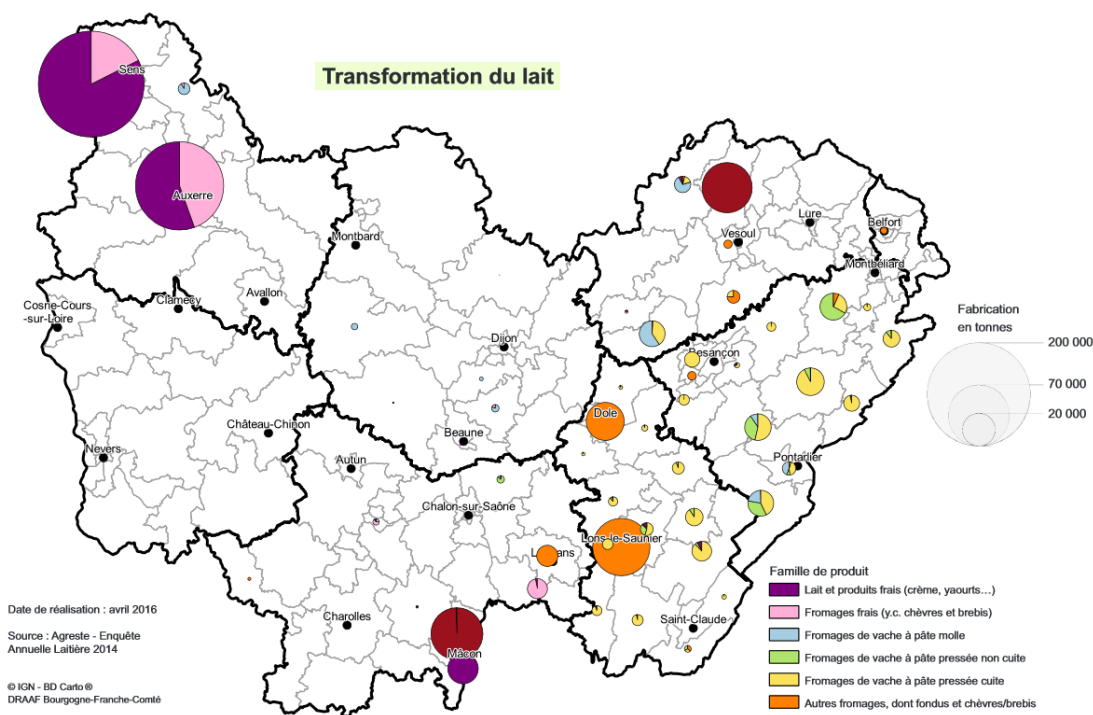 Transformation du lait
Sens
Auxerre
Montbard
Vesoul
Lure
Belfort
Montbéliard
Cosne-Cours
-sur-Loire
Clamecy
Avallon
Dijon
Besançon
Fabrication
en tonnes
200 000
70 000
20 000
Nevers
Château-Chinon
Beaune
Dole
Autun
Pontarlier
Chalon-sur-Saône
Lons-le-Saunier
Charolles
Mâcon
Saint-Claude
Date de réalisation : avril 2016
Source : Agreste - Enquête
Annuelle Laitière 2014
© IGN - BD Carto ®
DRAAF Bourgogne-Franche-Comté
Famille de produit
Lait et produits frais (crème, yaourts…)
Fromages frais (y.c. chèvres et brebis)
Fromages de vache à pâte molle
Fromages de vache à pâte pressée non cuite
Fromages de vache à pâte pressée cuite
Autres fromages, dont fondus et chèvres/brebis